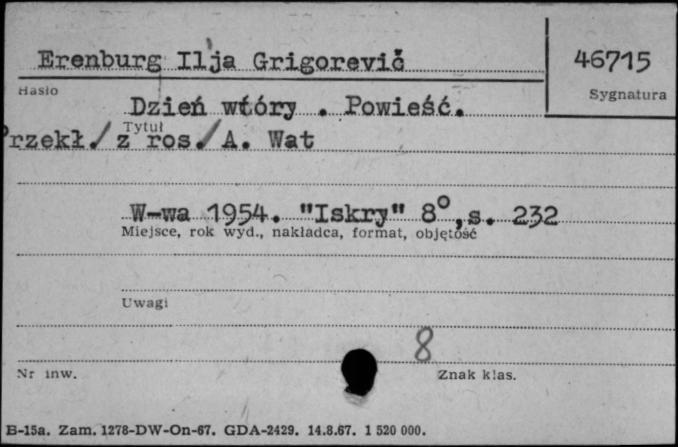 Erenburg Il'ja Grigorevič
46715
Hasło
Sygnatura
Dzień wtóry . Powieść.
Tytuł
Przekł./z ros./A. Wat
W-wa 1954. "Iskry" 8°,s. 232
Miejsce, rok wyd., nakładca, format, objętość
Uwagi
8
Nr inw.
Znak klas.
B-15a. Zam. 1278-DW-On-67. GDA-2429. 14.8.67. 1 520 000.